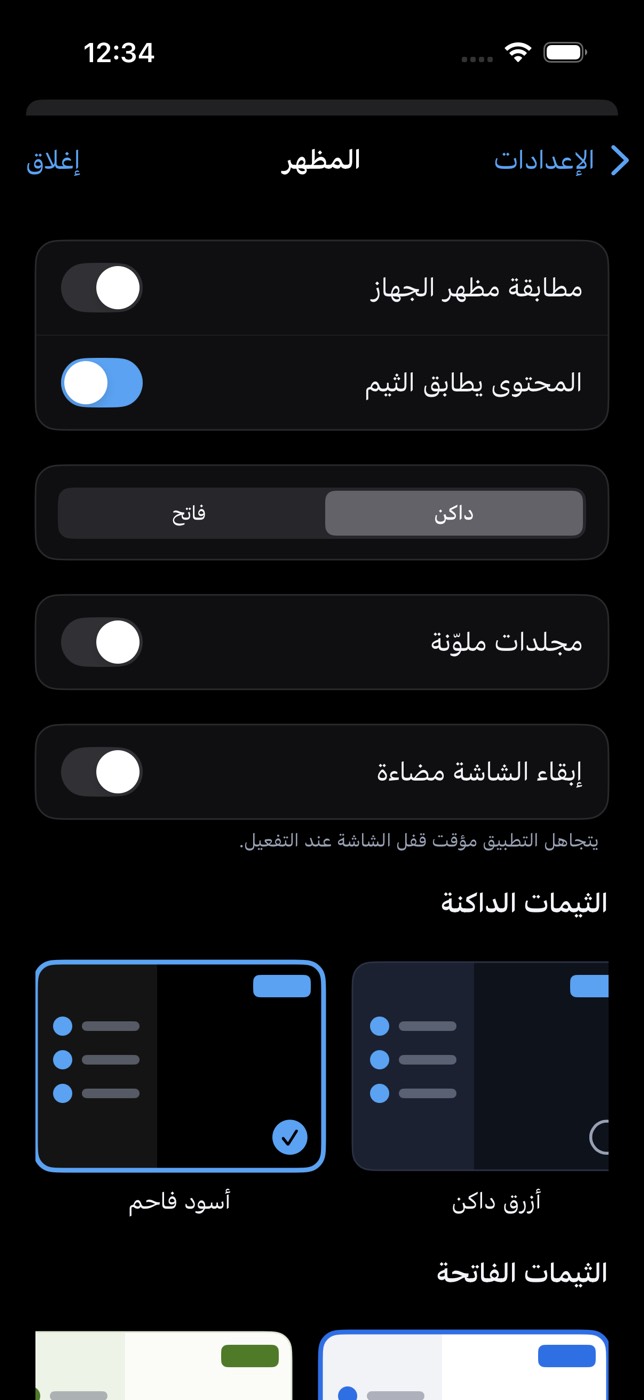 12:34
الإعدادات
المظهر
إغلاق
مطابقة مظهر الجهاز
المحتوى يطابق الثيم
داكن
فاتح
مجلدات ملوّنة
إبقاء الشاشة مضاءة
يتجاهل التطبيق مؤقت قفل الشاشة عند التفعيل.
الثيمات الداكنة
أزرق داكن
أسود فاحم
الثيمات الفاتحة